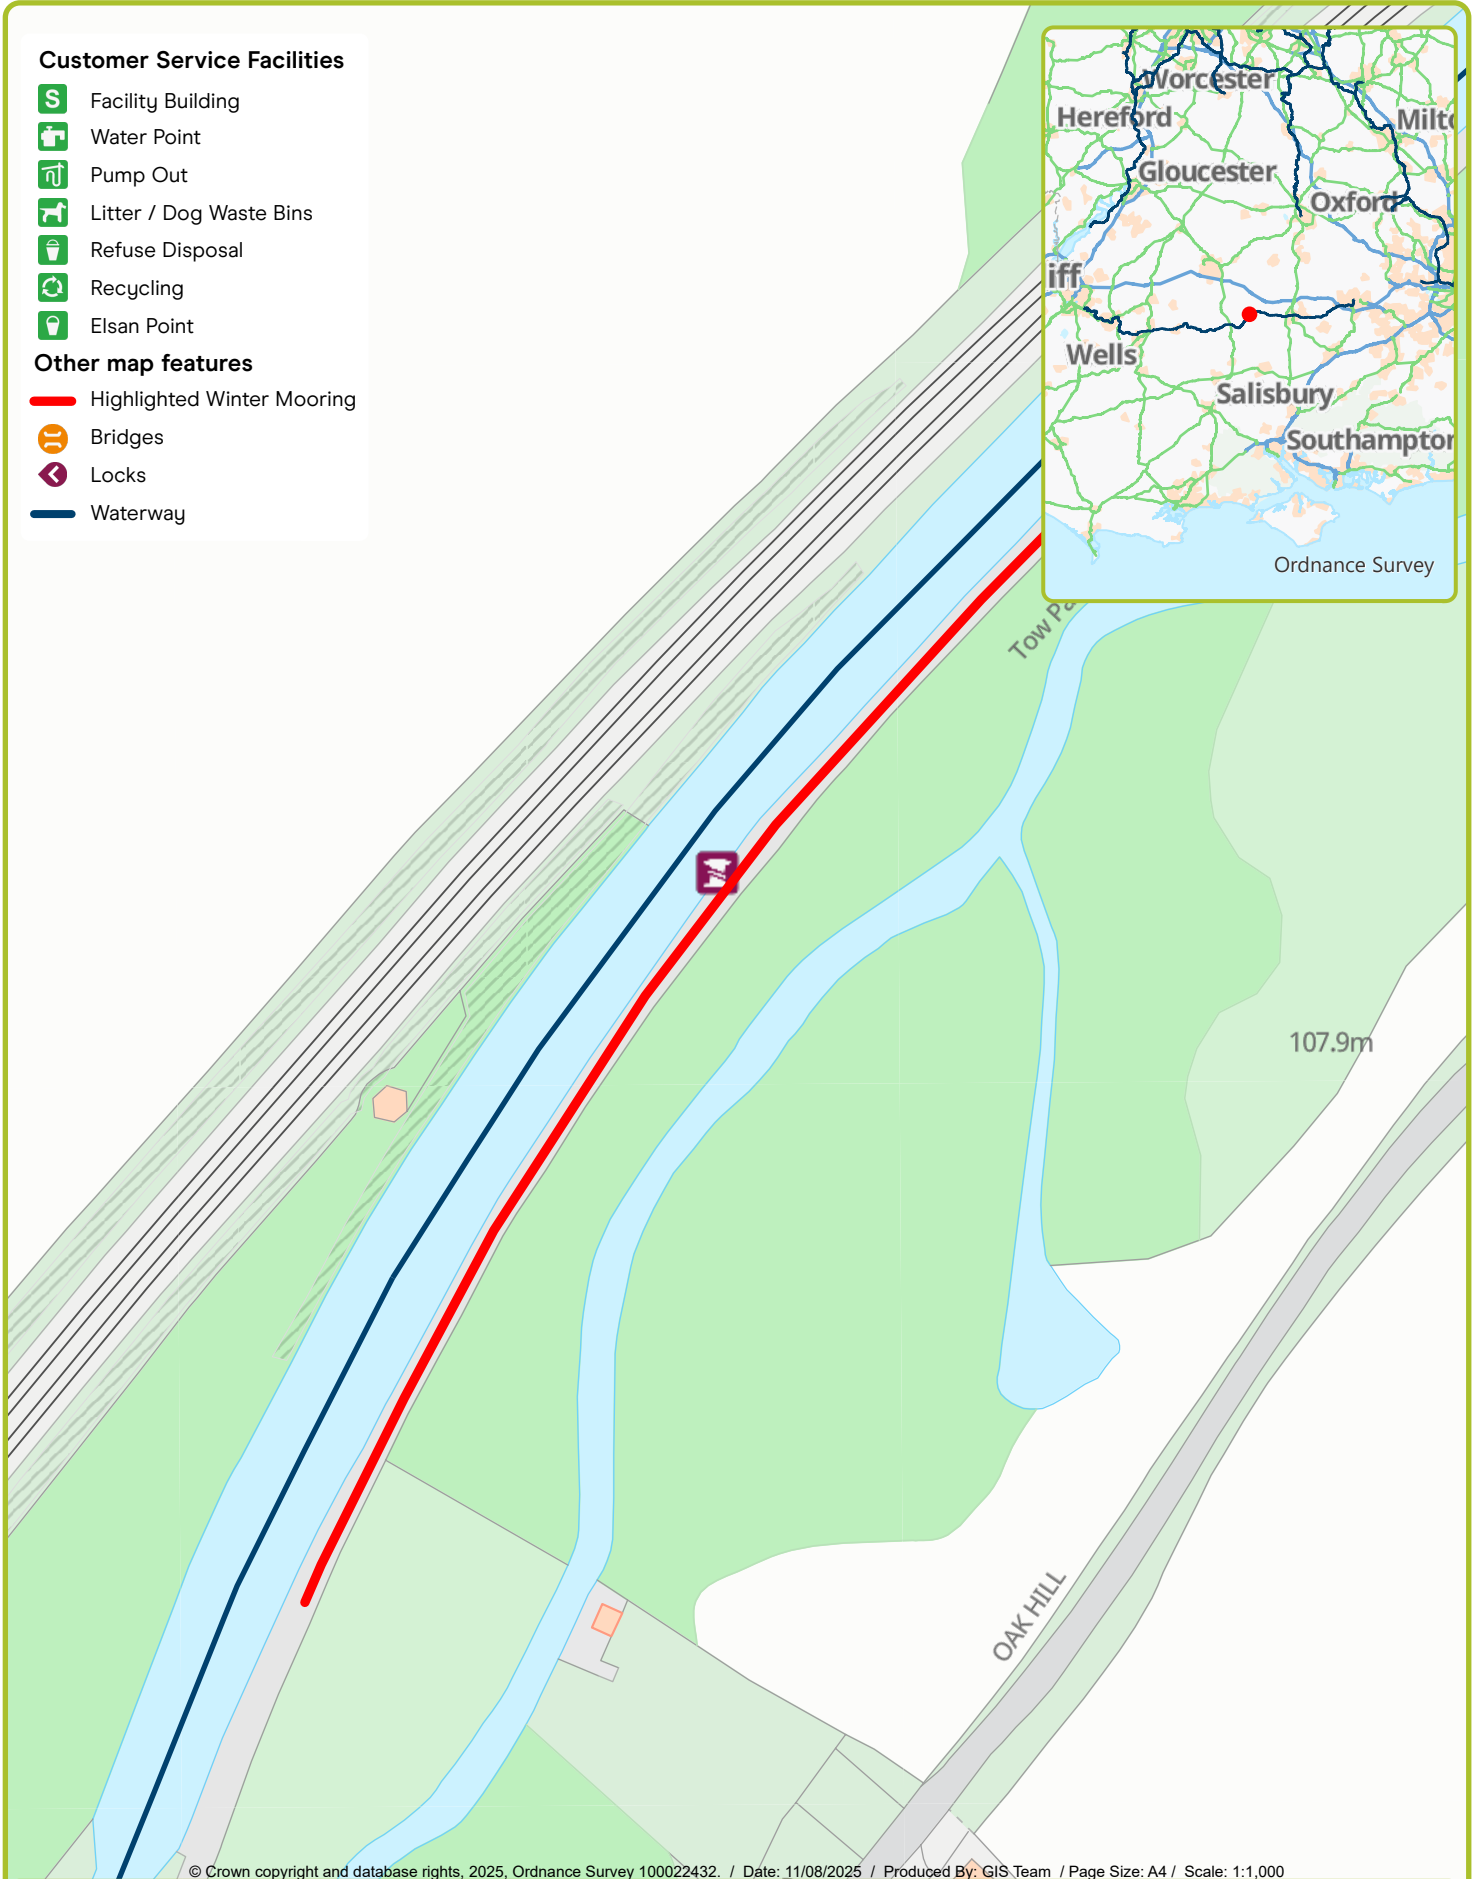 Customer Service Facilities
S Facility Building
Water Point
Pump Out
Litter / Dog Waste Bins
Refuse Disposal
Recycling
Elsan Point
Other map features
Highlighted Winter Mooring
Bridges
Locks
Waterway
Worcester
Hereford
Milto
Gloucester
Oxford
iff
Wells
Salisbury
Southampton
Ordnance Survey
Tow Pa
107.9m
OAK HILL
© Crown copyright and database rights, 2025, Ordnance Survey 100022432. / Date: 11/08/2025 / Produced By: GIS Team / Page Size: A4 / Scale: 1:1,000